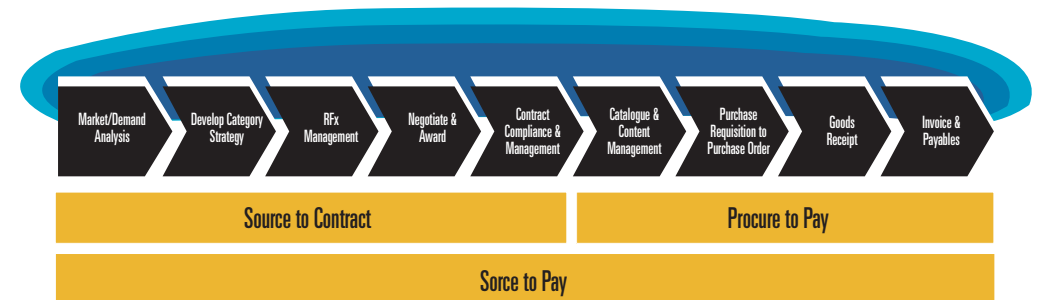 Market/Demand
Analysis
Develop Category
Strategy
RFx
Management
Negotiate &
Award
Contract
Compliance &
Management
Catalogue &
Content
Management
Purchase
Requisition to
Purchase Order
Goods
Receipt
Invoice &
Payables
Source to Contract
Procure to Pay
Sorce to Pay